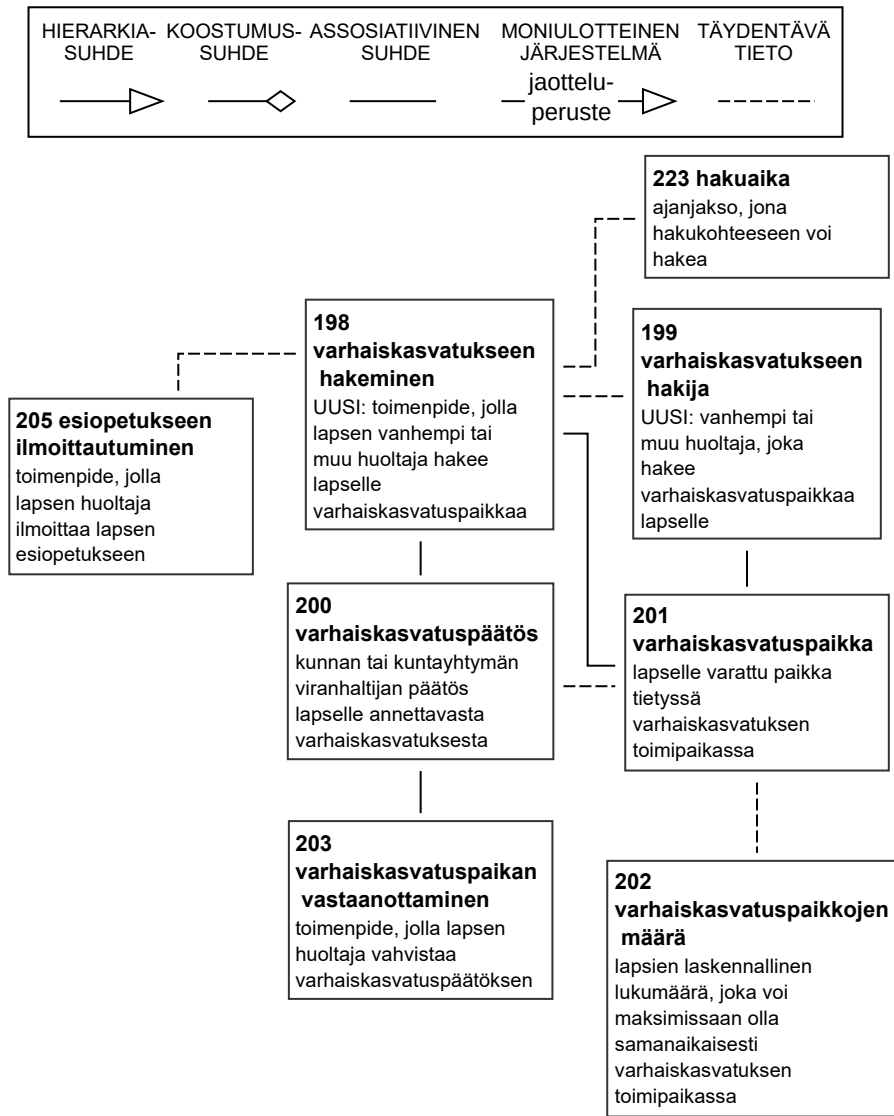 HIERARKIA-
SUHDE
KOOSTUMUS-
SUHDE
ASSOSIATIIVINEN
SUHDE
MONIULOTTEINEN
JÄRJESTELMÄ
jaottelu-
peruste
TÄYDENTÄVÄ
TIETO
223 hakuaika
ajanjakso, jona
hakukohteeseen voi
hakea
198
varhaiskasvatukseen
hakeminen
UUSI: toimenpide, jolla
lapsen vanhempi tai
muu huoltaja hakee
lapselle
varhaiskasvatuspaikkaa
199
varhaiskasvatukseen
hakija
UUSI: vanhempi tai
muu huoltaja, joka
hakee
varhaiskasvatuspaikkaa
lapselle
205 esiopetukseen
ilmoittautuminen
toimenpide, jolla
lapsen huoltaja
ilmoittaa lapsen
esiopetukseen
200
varhaiskasvatuspäätös
kunnan tai kuntayhtymän
viranhaltijan päätös
lapselle annettavasta
varhaiskasvatuksesta
201
varhaiskasvatuspaikka
lapselle varattu paikka
tietyssä
varhaiskasvatuksen
toimipaikassa
203
varhaiskasvatuspaikan
vastaanottaminen
toimenpide, jolla lapsen
huoltaja vahvistaa
varhaiskasvatuspäätöksen
202
varhaiskasvatuspaikkojen
määrä
lapsien laskennallinen
lukumäärä, joka voi
maksimissaan olla
samanaikaisesti
varhaiskasvatuksen
toimipaikassa